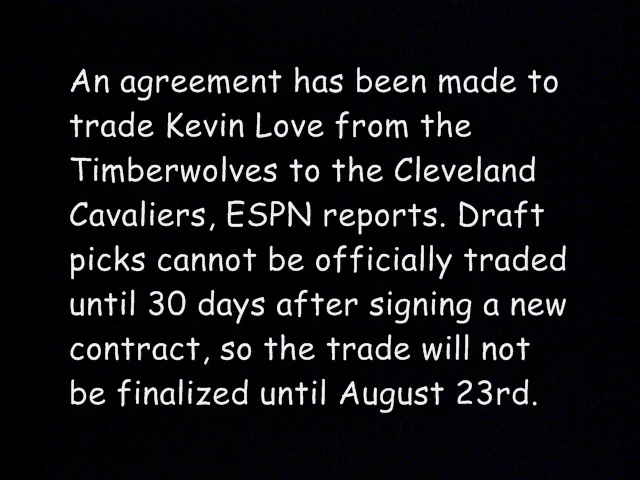 An agreement has been made to
trade Kevin Love from the
Timberwolves to the Cleveland
Cavaliers, ESPN reports. Draft
picks cannot be officially traded
until 30 days after signing a new
contract, so the trade will not
be finalized until August 23rd.